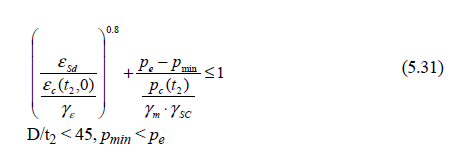 (ε_Sd / (ε_c(t_2,0) / γ_ε))^0.8 + (p_e − p_min) / (p_c(t_2) / (γ_m · γ_SC)) ≤ 1 (5.31)
D/t_2 < 45, p_min < p_e